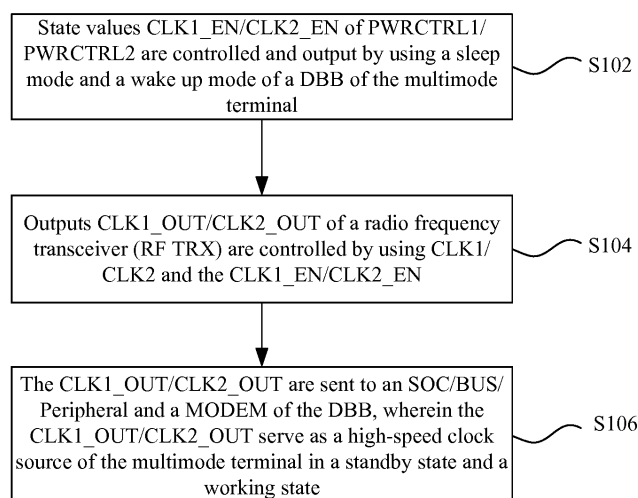 State values CLK1_EN/CLK2_EN of PWRCTRL1/
PWRCTRL2 are controlled and output by using a sleep
mode and a wake up mode of a DBB of the multimode
terminal
S102
Outputs CLK1_OUT/CLK2_OUT of a radio frequency
transceiver (RF TRX) are controlled by using CLK1/
CLK2 and the CLK1_EN/CLK2_EN
S104
The CLK1_OUT/CLK2_OUT are sent to an SOC/BUS/
Peripheral and a MODEM of the DBB, wherein the
CLK1_OUT/CLK2_OUT serve as a high-speed clock
source of the multimode terminal in a standby state and a
working state
S106